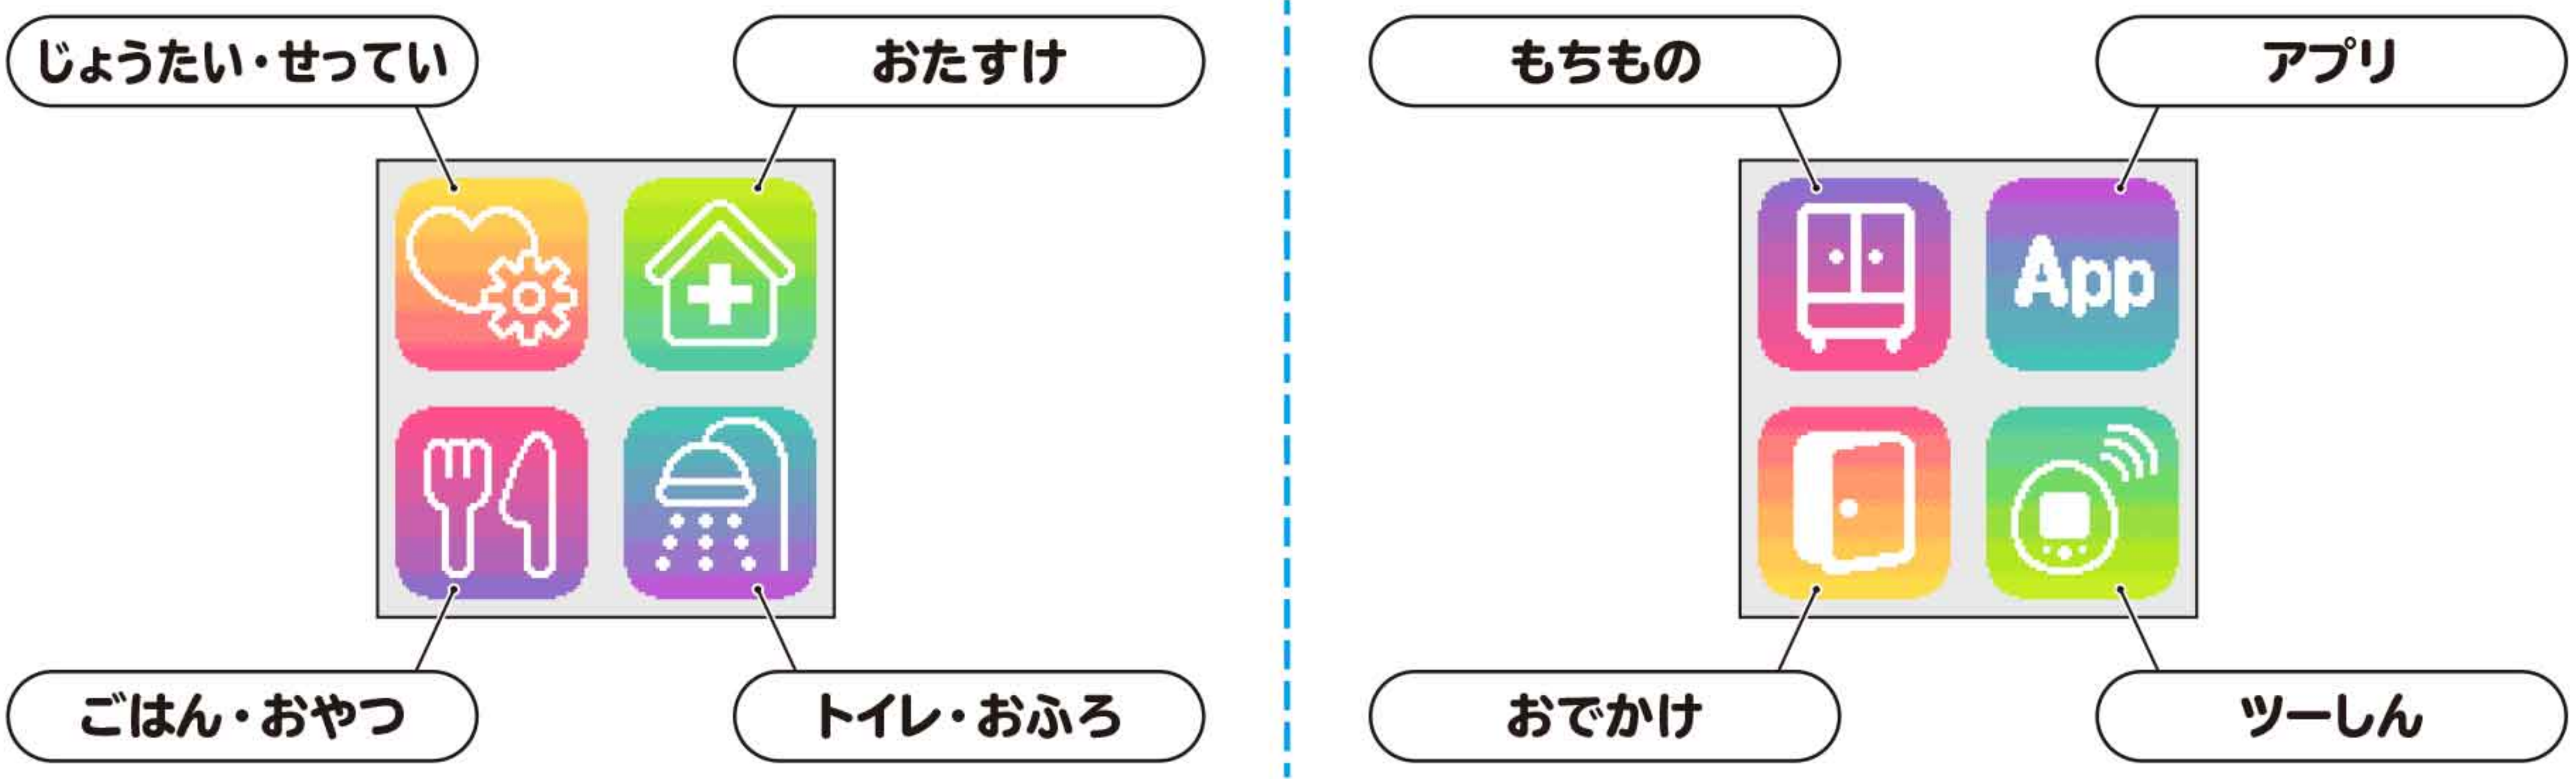 じょうたい・せってい
おたすけ
ごはん・おやつ
トイレ・おふろ
もちもの
アプリ
App
おでかけ
ツーしん